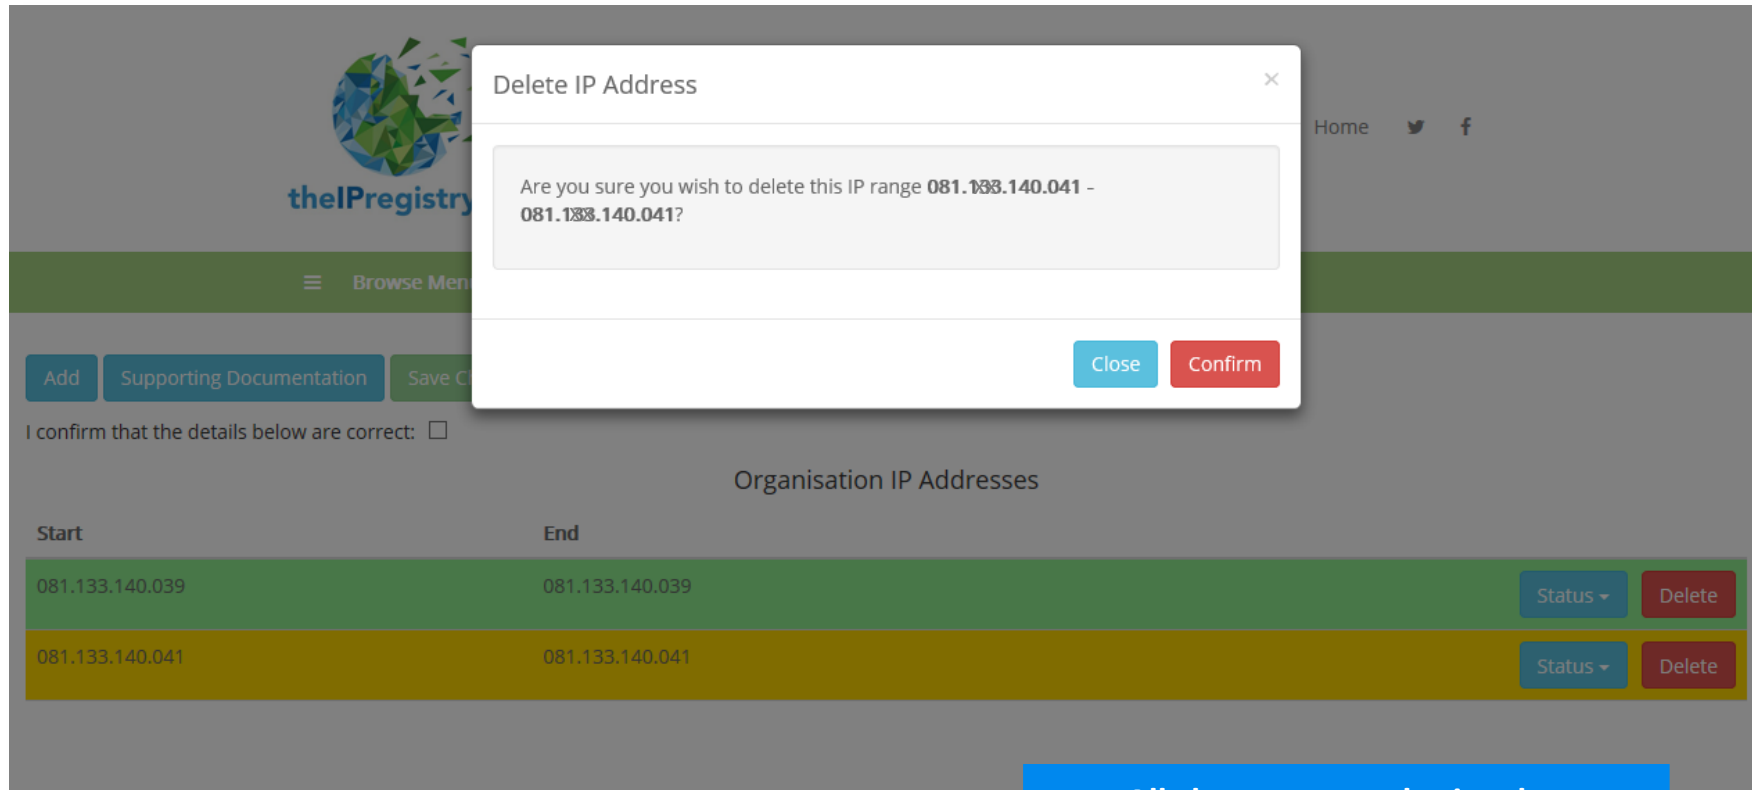 Delete IP Address ×
Home
Are you sure you wish to delete this IP range 081.133.140.041 -
081.133.140.041?
theIPregistry
Browse Men
Close Confirm
Add Supporting Documentation Save C
I confirm that the details below are correct:
Organisation IP Addresses
Start End
081.133.140.039 081.133.140.039 Status Delete
081.133.140.041 081.133.140.041 Status Delete